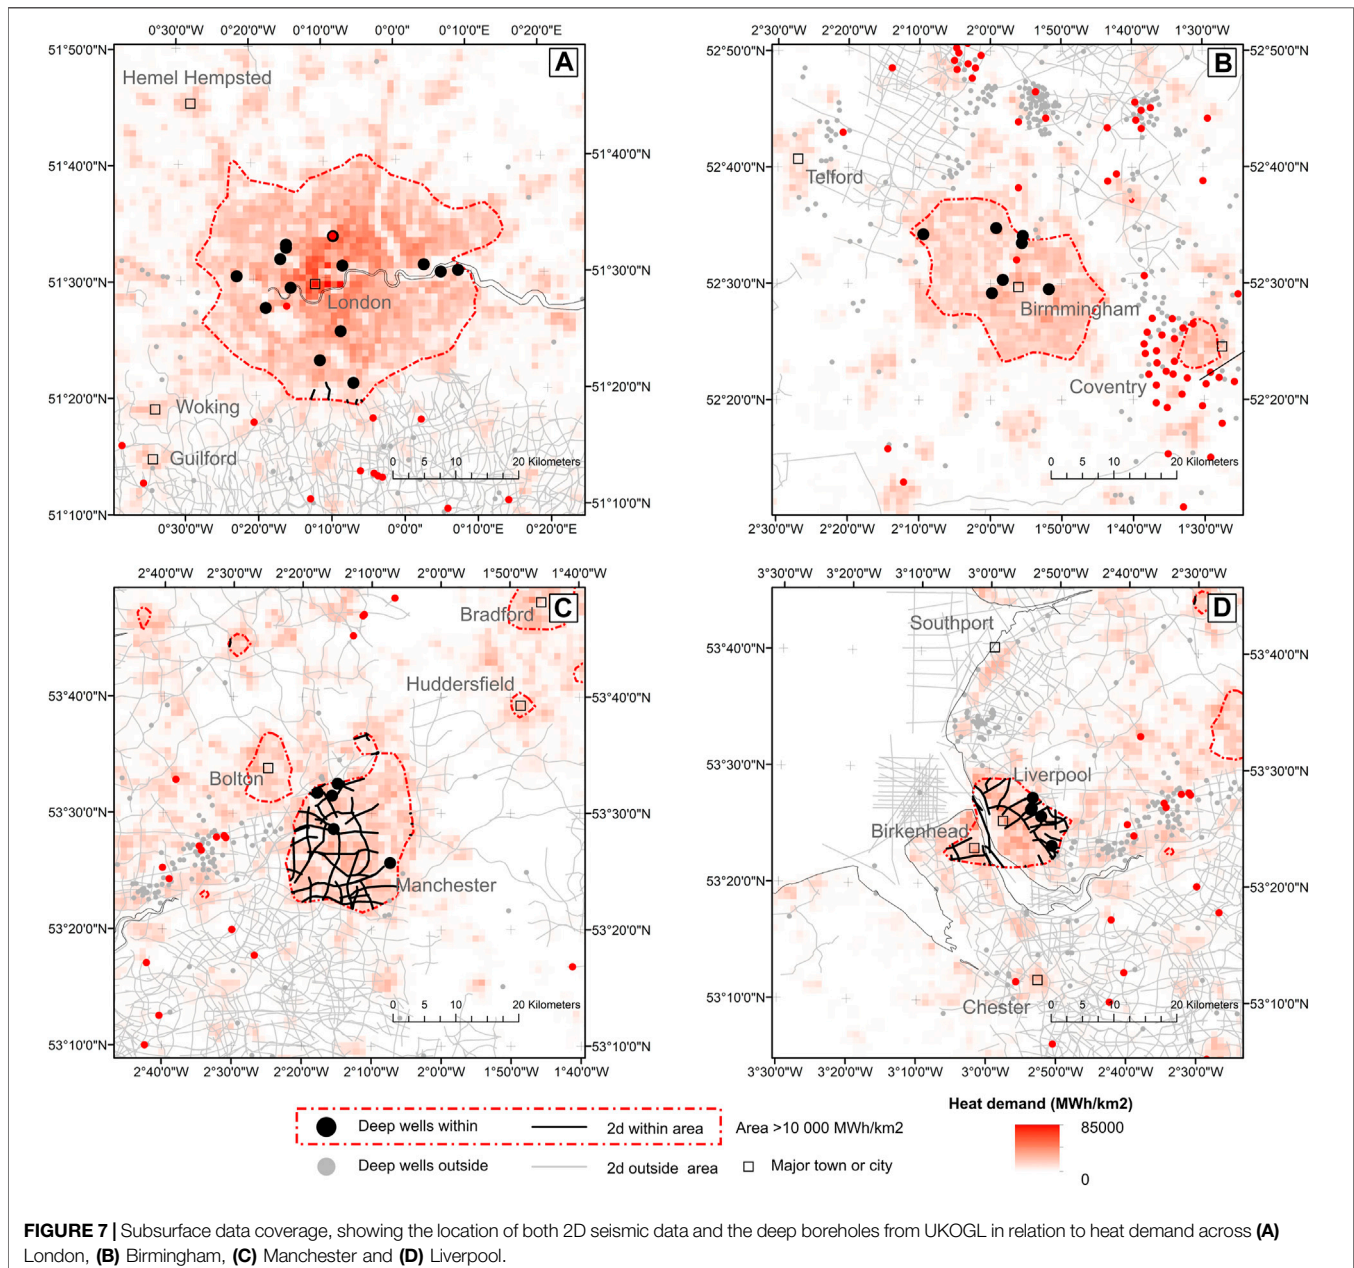 0°30'0"W 0°20'0"W 0°10'0"W 0°0'0" 0°10'0"E 0°20'0"E
51°50'0"N
A
Hemel Hempsted
51°40'0"N 51°40'0"N
51°30'0"N 51°30'0"N
London
51°20'0"N 51°20'0"N
Woking
Guilford
0 5 10 20 Kilometers
51°10'0"N 51°10'0"N
0°30'0"W 0°20'0"W 0°10'0"W 0°0'0" 0°10'0"E
2°30'0"W 2°20'0"W 2°10'0"W 2°0'0"W 1°50'0"W 1°40'0"W 1°30'0"W
52°50'0"N 52°50'0"N
B
52°40'0"N 52°40'0"N
Telford
52°30'0"N 52°30'0"N
Birmmingham
Coventry
52°20'0"N 52°20'0"N
0 5 10 20 Kilometers
52°10'0"N 52°10'0"N
2°30'0"W 2°20'0"W 2°10'0"W 2°0'0"W 1°50'0"W 1°40'0"W 1°30'0"W
2°40'0"W 2°30'0"W 2°20'0"W 2°10'0"W 2°0'0"W 1°50'0"W 1°40'0"W
C
Bradford
Huddersfield
53°40'0"N 53°40'0"N
Bolton
53°30'0"N 53°30'0"N
Manchester
53°20'0"N 53°20'0"N
0 5 10 20 Kilometers
53°10'0"N 53°10'0"N
2°40'0"W 2°30'0"W 2°20'0"W 2°10'0"W 2°0'0"W 1°50'0"W 1°40'0"W
3°30'0"W 3°20'0"W 3°10'0"W 3°0'0"W 2°50'0"W 2°40'0"W 2°30'0"W
D
Southport
53°40'0"N 53°40'0"N
53°30'0"N 53°30'0"N
Liverpool
Birkenhead
53°20'0"N 53°20'0"N
Chester
53°10'0"N 53°10'0"N
0 5 10 20 Kilometers
3°30'0"W 3°20'0"W 3°10'0"W 3°0'0"W 2°50'0"W 2°40'0"W 2°30'0"W
Deep wells within 2d within area Area >10 000 MWh/km2
Deep wells outside 2d outside area Major town or city
Heat demand (MWh/km2)
85000
0
FIGURE 7 | Subsurface data coverage, showing the location of both 2D seismic data and the deep boreholes from UKOGL in relation to heat demand across (A)
London, (B) Birmingham, (C) Manchester and (D) Liverpool.